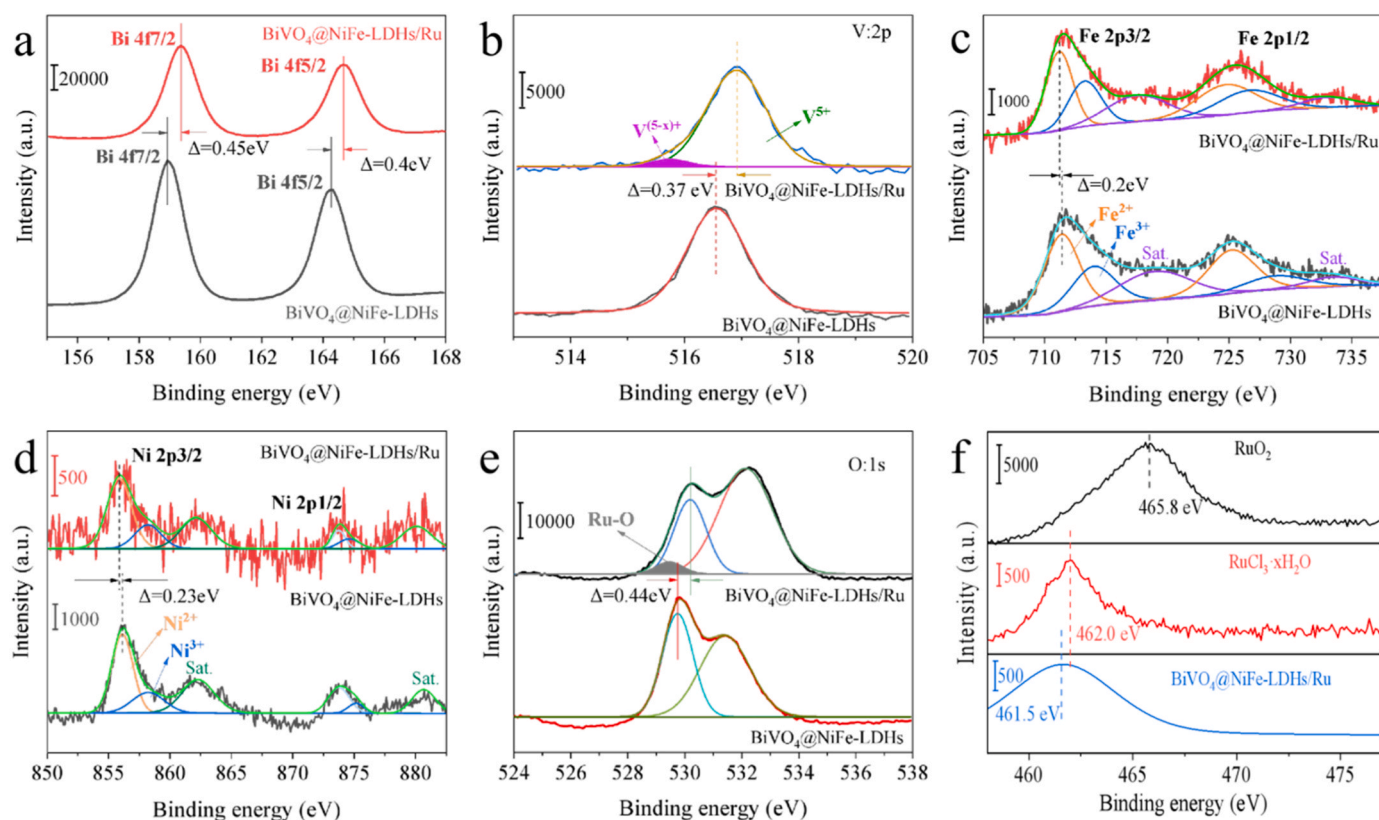 a
BiVO₄@NiFe-LDHs/Ru
Bi 4f7/2
Bi 4f5/2
20000
Δ=0.45eV
Δ=0.4eV
Bi 4f7/2
Bi 4f5/2
BiVO₄@NiFe-LDHs
Intensity (a.u.)
156 158 160 162 164 166 168
Binding energy (eV)
b
V:2p
5000
V⁽⁵⁻ˣ⁾⁺
V⁵⁺
Δ=0.37 eV
BiVO₄@NiFe-LDHs/Ru
BiVO₄@NiFe-LDHs
Intensity (a.u.)
514 516 518 520
Binding energy (eV)
c
Fe 2p3/2
Fe 2p1/2
1000
BiVO₄@NiFe-LDHs/Ru
Δ=0.2eV
Fe²⁺
Fe³⁺
Sat.
Sat.
BiVO₄@NiFe-LDHs
Intensity (a.u.)
705 711 715 720 725 730 735
Binding energy (eV)
d
Ni 2p3/2
BiVO₄@NiFe-LDHs/Ru
500
Ni 2p1/2
Δ=0.23eV
BiVO₄@NiFe-LDHs
1000
Ni²⁺
Ni³⁺
Sat.
Sat.
Intensity (a.u.)
850 855 860 865 870 875 880
Binding energy (eV)
e
O:1s
10000
Ru-O
Δ=0.44eV
BiVO₄@NiFe-LDHs/Ru
BiVO₄@NiFe-LDHs
Intensity (a.u.)
524 526 528 530 532 534 536 538
Binding energy (eV)
f
5000
RuO₂
465.8 eV
500
RuCl₃·xH₂O
462.0 eV
500
BiVO₄@NiFe-LDHs/Ru
461.5 eV
Intensity (a.u.)
460 465 470 475
Binding energy (eV)